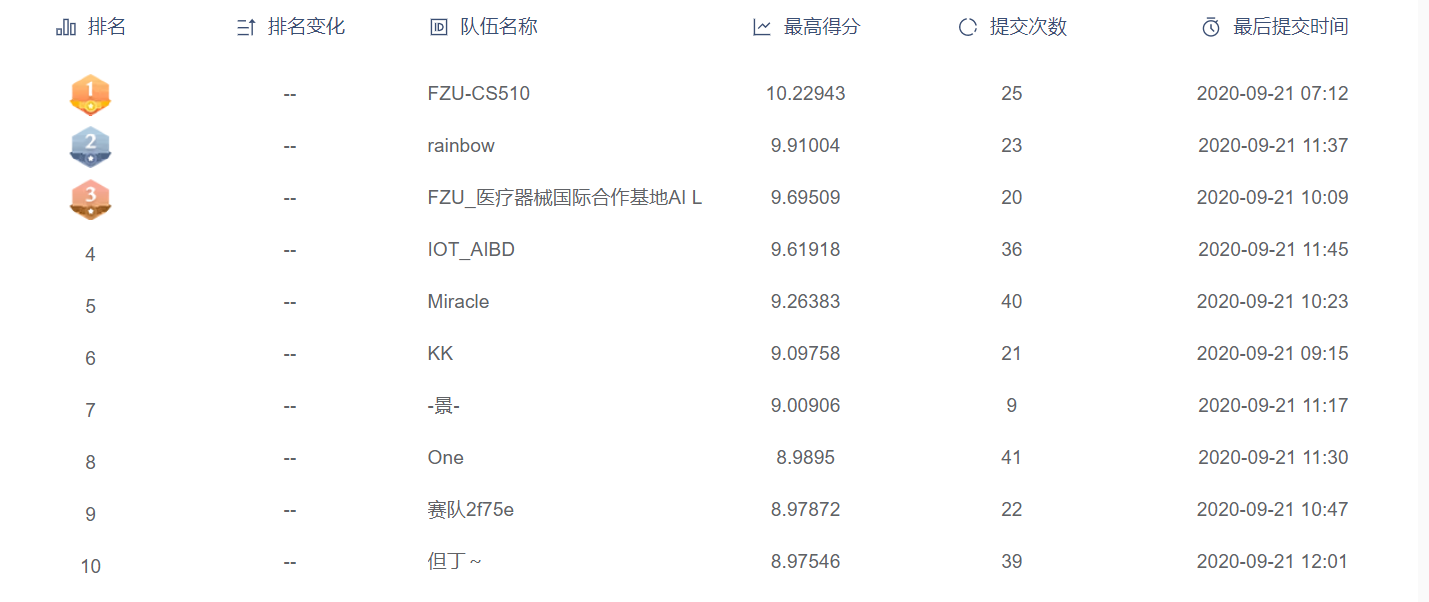 排名 排名变化 队伍名称 最高得分 提交次数 最后提交时间
1 -- FZU-CS510 10.22943 25 2020-09-21 07:12
2 -- rainbow 9.91004 23 2020-09-21 11:37
3 -- FZU_医疗器械国际合作基地AI L 9.69509 20 2020-09-21 10:09
4 -- IOT_AIBD 9.61918 36 2020-09-21 11:45
5 -- Miracle 9.26383 40 2020-09-21 10:23
6 -- KK 9.09758 21 2020-09-21 09:15
7 -- -景- 9.00906 9 2020-09-21 11:17
8 -- One 8.9895 41 2020-09-21 11:30
9 -- 赛队2f75e 8.97872 22 2020-09-21 10:47
10 -- 但丁～ 8.97546 39 2020-09-21 12:01